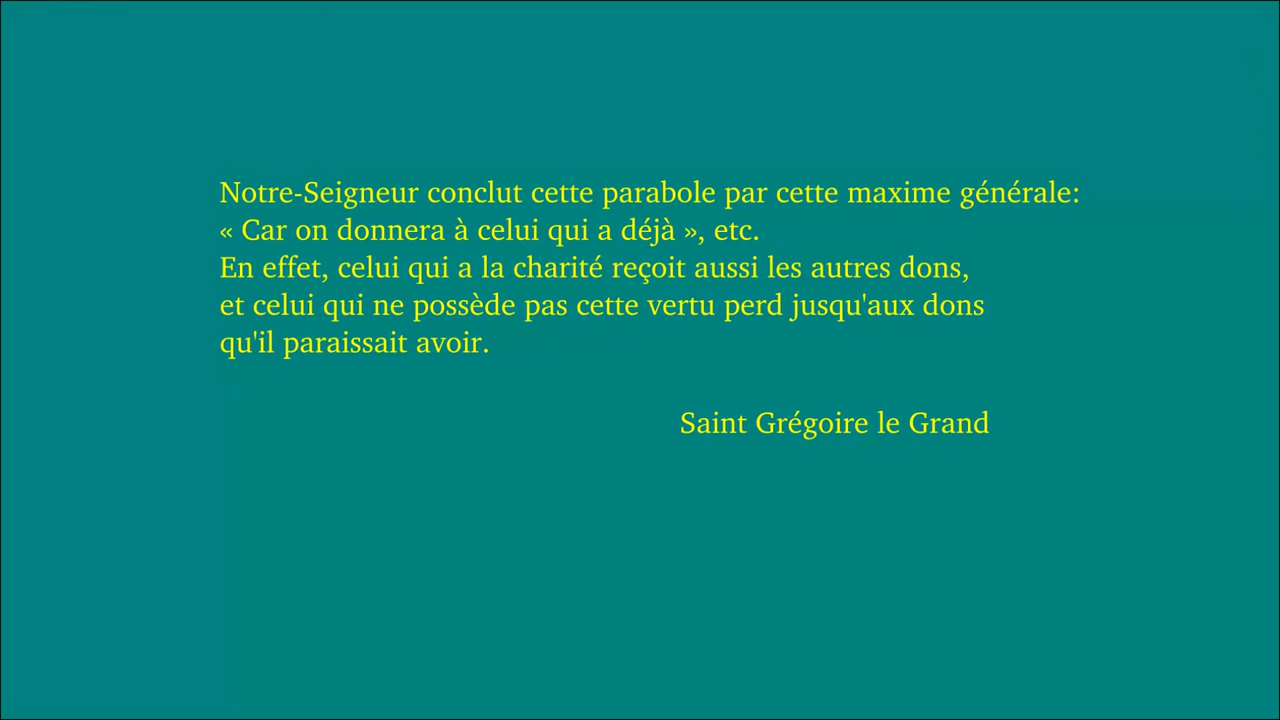 Notre-Seigneur conclut cette parabole par cette maxime générale:
« Car on donnera à celui qui a déjà », etc.
En effet, celui qui a la charité reçoit aussi les autres dons,
et celui qui ne possède pas cette vertu perd jusqu'aux dons
qu'il paraissait avoir.
Saint Grégoire le Grand